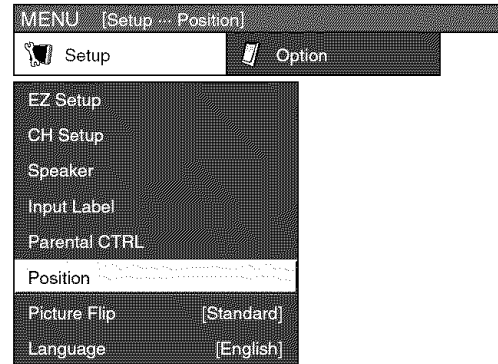 MENU [Setup ··· Position]
Setup Option
EZ Setup
CH Setup
Speaker
Input Label
Parental CTRL
Position
Picture Flip [Standard]
Language [English]